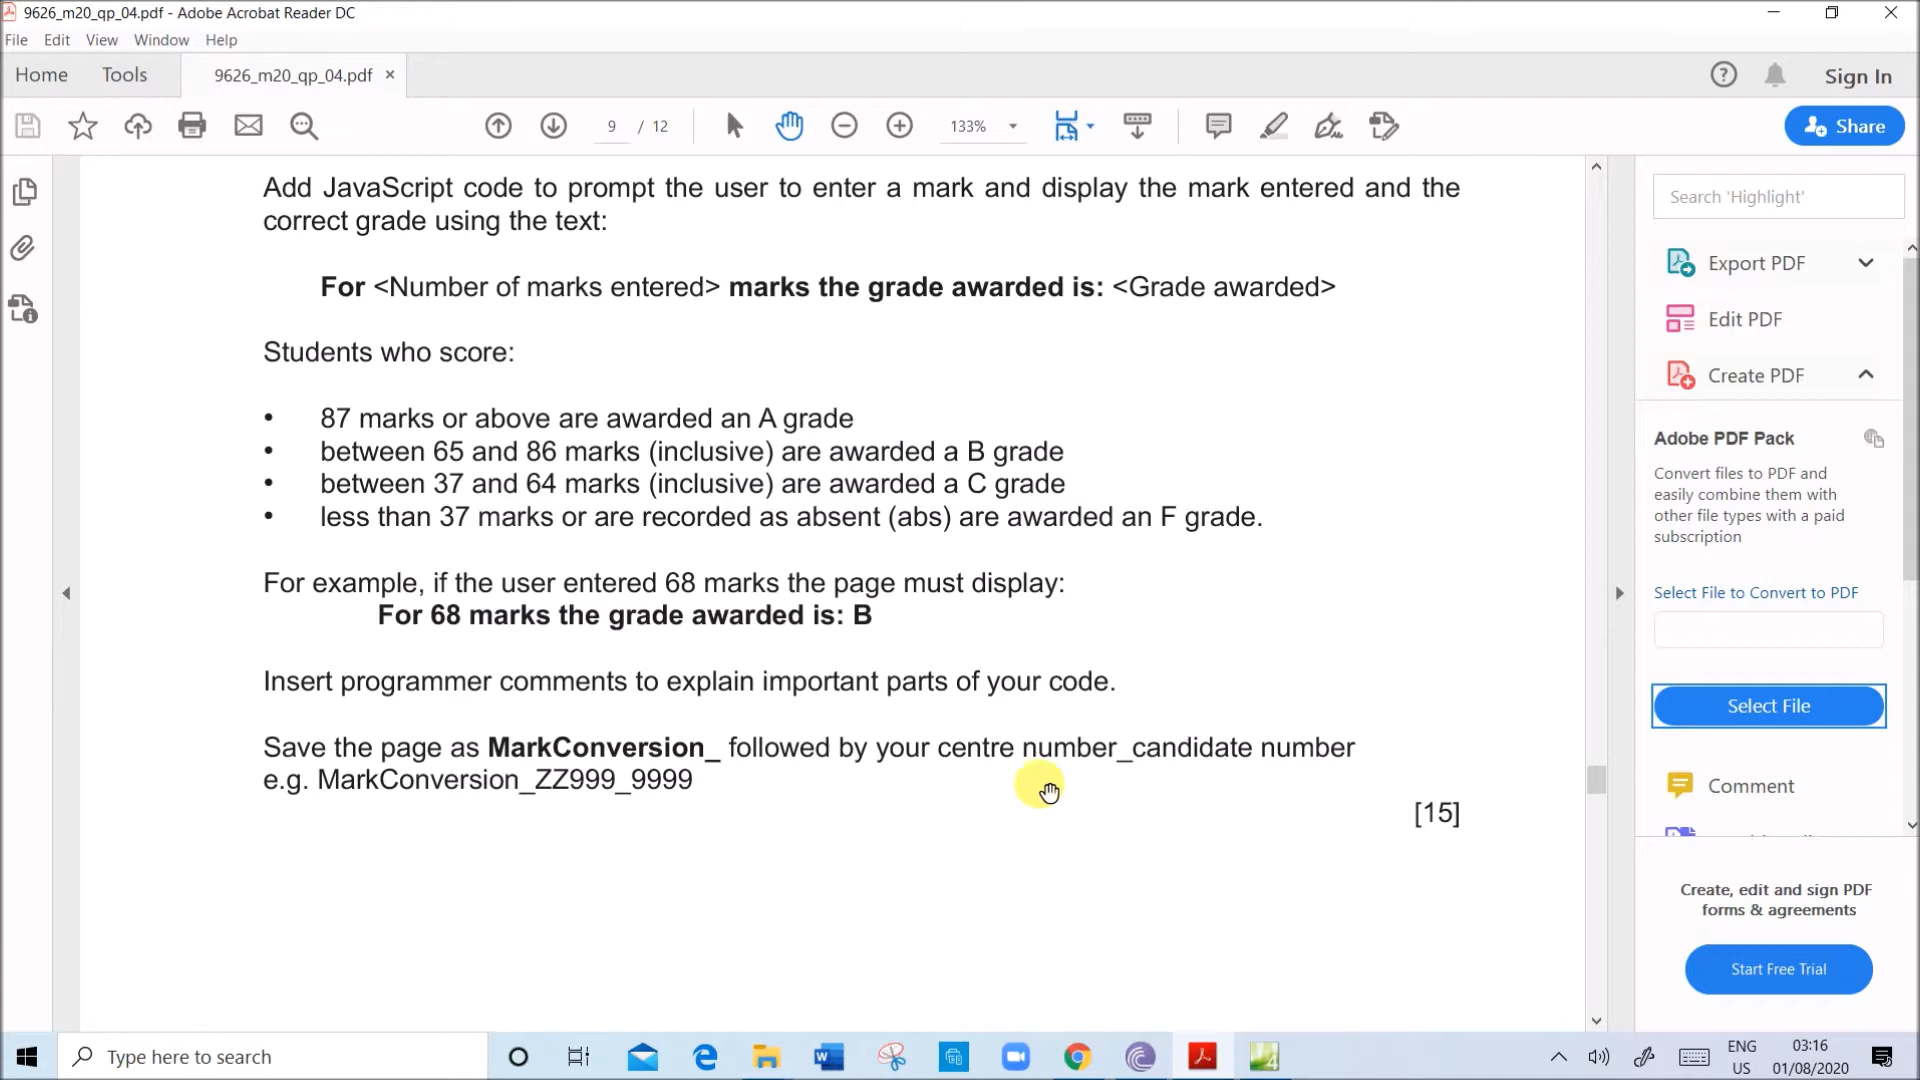 9626_m20_qp_04.pdf - Adobe Acrobat Reader DC
File Edit View Window Help
Home Tools 9626_m20_qp_04.pdf ×
Sign In
9 / 12 133% Share
Add JavaScript code to prompt the user to enter a mark and display the mark entered and the
correct grade using the text:
For <Number of marks entered> marks the grade awarded is: <Grade awarded>
Students who score:
• 87 marks or above are awarded an A grade
• between 65 and 86 marks (inclusive) are awarded a B grade
• between 37 and 64 marks (inclusive) are awarded a C grade
• less than 37 marks or are recorded as absent (abs) are awarded an F grade.
For example, if the user entered 68 marks the page must display:
For 68 marks the grade awarded is: B
Insert programmer comments to explain important parts of your code.
Save the page as MarkConversion_ followed by your centre number_candidate number
e.g. MarkConversion_ZZ999_9999
[15]
Search 'Highlight'
Export PDF
Edit PDF
Create PDF
Adobe PDF Pack
Convert files to PDF and
easily combine them with
other file types with a paid
subscription
Select File to Convert to PDF
Select File
Comment
Create, edit and sign PDF
forms & agreements
Start Free Trial
Type here to search
ENG
US
03:16
01/08/2020